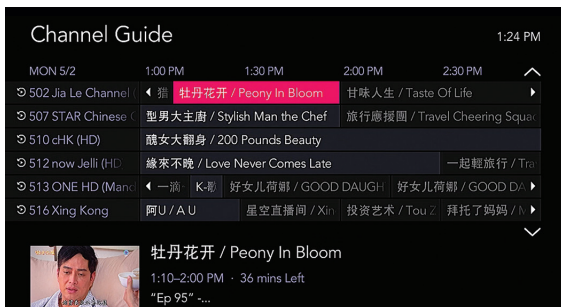 Channel Guide
1:24 PM
MON 5/2 1:00 PM 1:30 PM 2:00 PM 2:30 PM
502 Jia Le Channel ( 猎 牡丹花开 / Peony In Bloom 甘味人生 / Taste Of Life
507 STAR Chinese C 型男大主廚 / Stylish Man the Chef 旅行應援團 / Travel Cheering Squad
510 cHK (HD) 醜女大翻身 / 200 Pounds Beauty
512 now Jelli (HD) 緣來不晚 / Love Never Comes Late 一起輕旅行 / Tra
513 ONE HD (Mand 一滴 K-歌 好女儿荷娜 / GOOD DAUGH 好女儿荷娜 / GOOD DA
516 Xing Kong 阿U / A U 星空直播间 / Xin 投资艺术 / Tou Z 拜托了妈妈 /
牡丹花开 / Peony In Bloom
1:10–2:00 PM · 36 mins Left
“Ep 95” -...